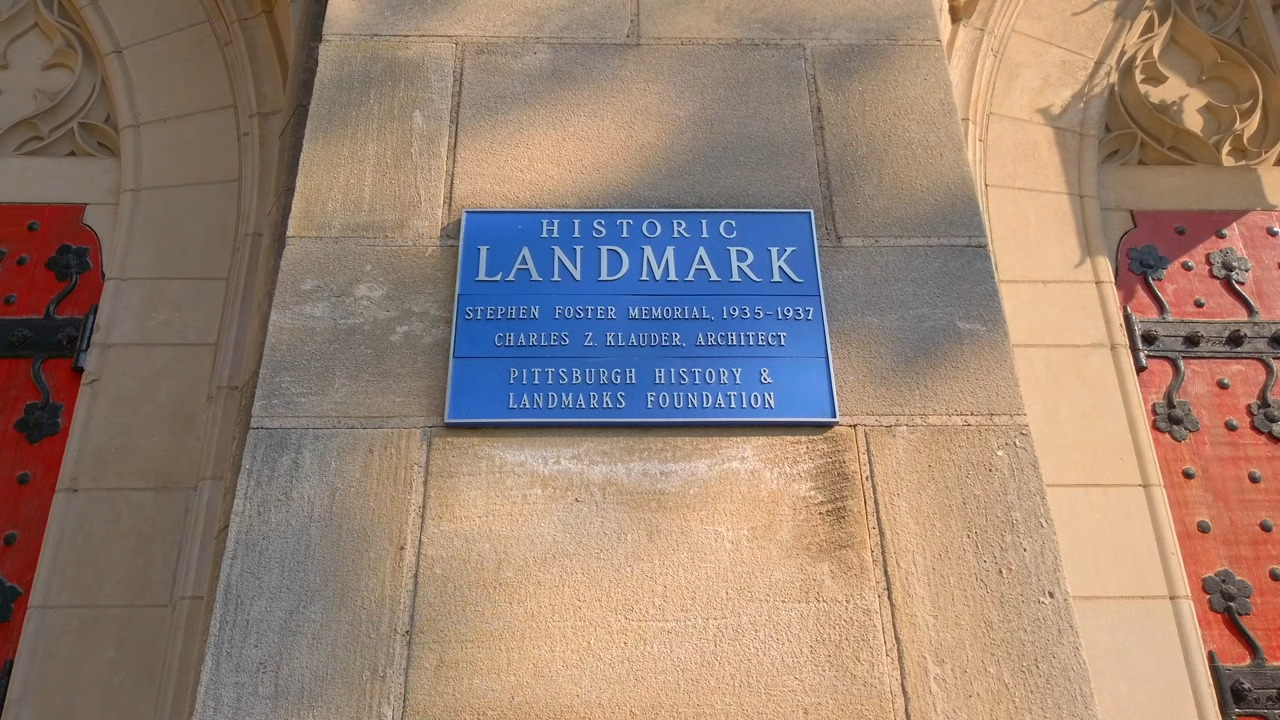 HISTORIC
LANDMARK
STEPHEN FOSTER MEMORIAL, 1935-1937
CHARLES Z. KLAUDER, ARCHITECT
PITTSBURGH HISTORY &
LANDMARKS FOUNDATION